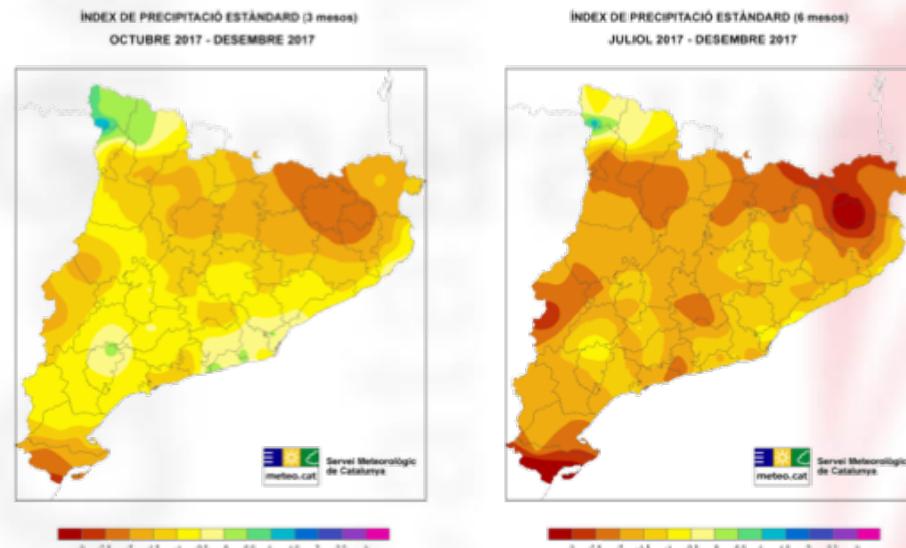 ÍNDEX DE PRECIPITACIÓ ESTÀNDARD (3 mesos)
OCTUBRE 2017 - DESEMBRE 2017
meteo.cat
Servei Meteorològic
de Catalunya
ÍNDEX DE PRECIPITACIÓ ESTÀNDARD (6 mesos)
JULIOL 2017 - DESEMBRE 2017
meteo.cat
Servei Meteorològic
de Catalunya